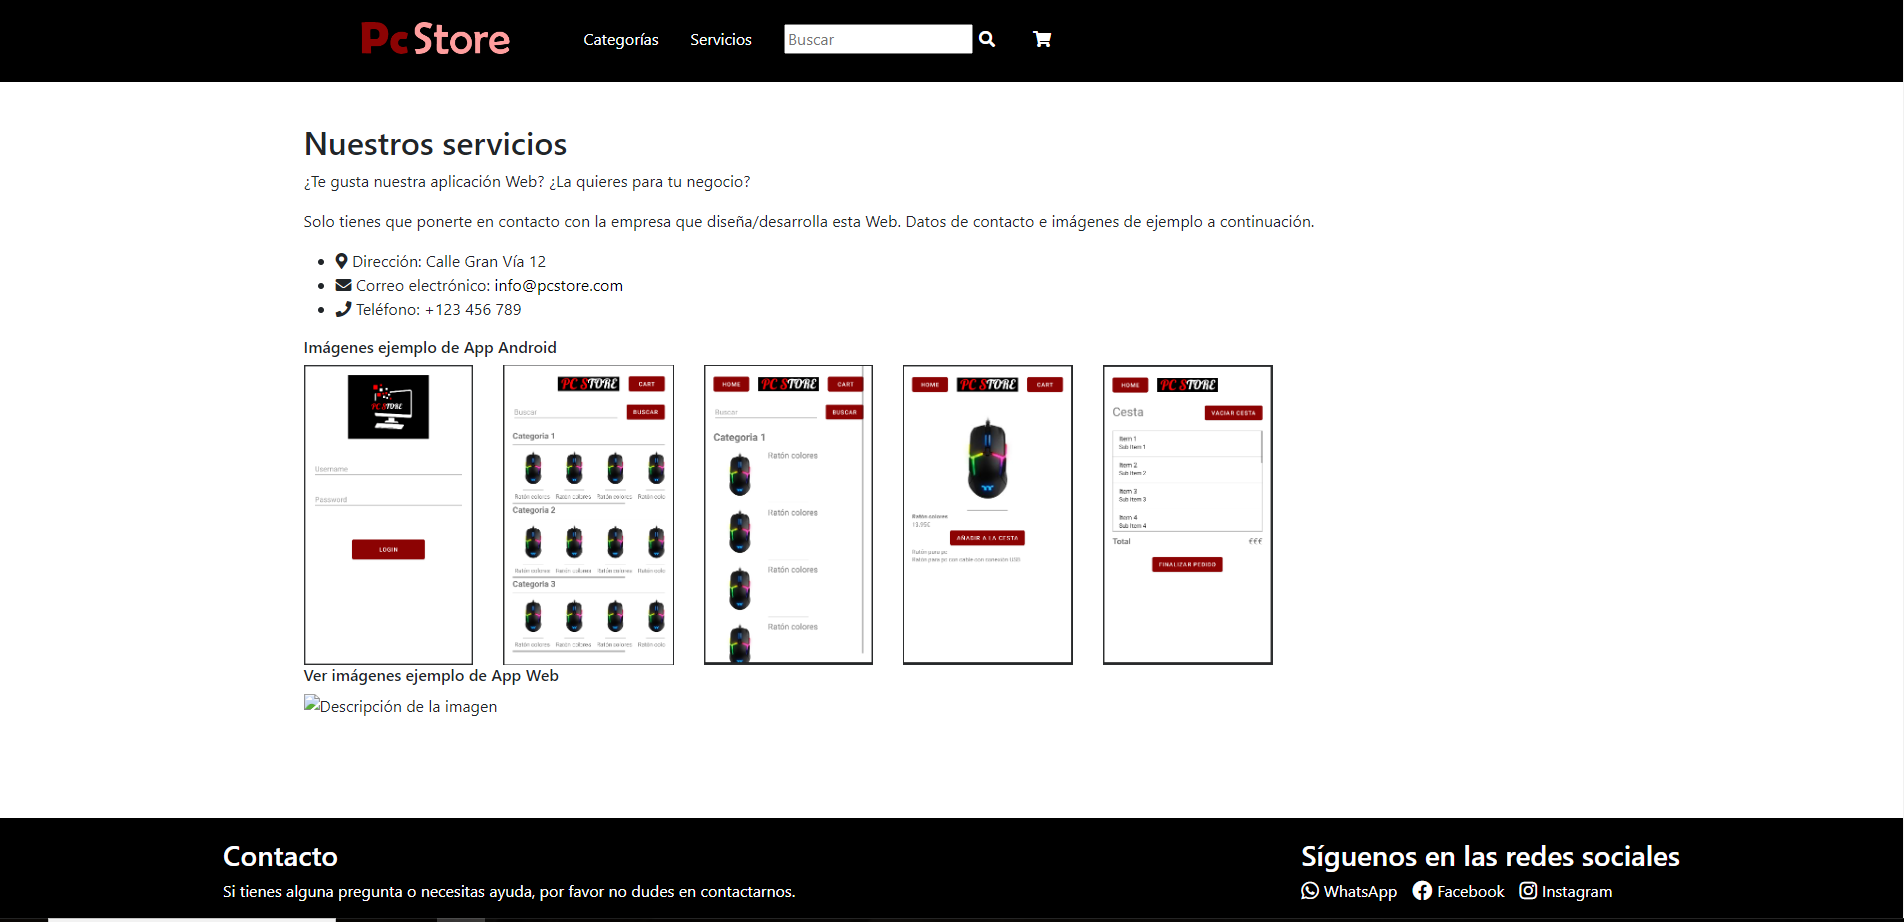 PcStore
Categorías Servicios Buscar
Nuestros servicios
¿Te gusta nuestra aplicación Web? ¿La quieres para tu negocio?
Solo tienes que ponerte en contacto con la empresa que diseña/desarrolla esta Web. Datos de contacto e imágenes de ejemplo a continuación.
Dirección: Calle Gran Vía 12
Correo electrónico: info@pcstore.com
Teléfono: +123 456 789
Imágenes ejemplo de App Android
PC STORE
Username
Password
LOGIN
PC STORE CART
Buscar BUSCAR
Categoria 1
Ratón colores Ratón colores Ratón colores Ratón colo
Categoria 2
Ratón colores Ratón colores Ratón colores Ratón colo
Categoria 3
Ratón colores Ratón colores Ratón colores Ratón colo
HOME PC STORE CART
Buscar BUSCAR
Categoria 1
Ratón colores
Ratón colores
Ratón colores
Ratón colores
HOME PC STORE CART
Ratón colores
AÑADIR A LA CESTA
Ratón para pc
Ratón para pc con cable con conexion USB
HOME PC STORE
Cesta VACIAR CESTA
Item 1
Sub Item 1
Item 2
Sub Item 2
Item 3
Sub Item 3
Item 4
Sub Item 4
Total €€€
FINALIZAR PEDIDO
Ver imágenes ejemplo de App Web
Descripción de la imagen
Contacto
Si tienes alguna pregunta o necesitas ayuda, por favor no dudes en contactarnos.
Síguenos en las redes sociales
WhatsApp Facebook Instagram